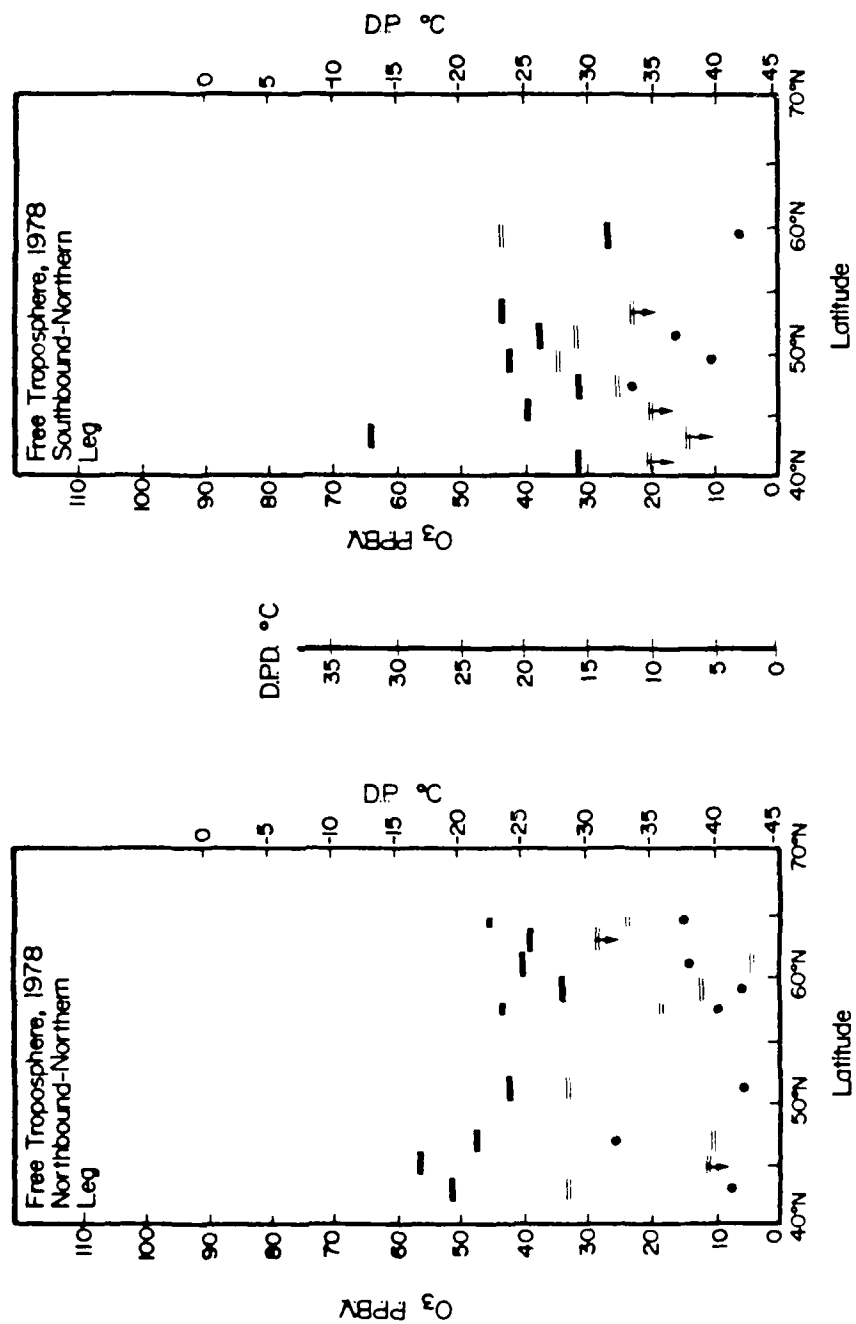 Free Troposphere, 1978
Northbound-Northern
Leg
O₃ PPBV
110
100
90
80
70
60
50
40
30
20
10
0
40°N
50°N
60°N
70°N
Latitude
D.P. °C
0
-5
-10
-15
-20
-25
-30
-35
-40
-45
D.P.D. °C
35
30
25
20
15
10
5
0
Free Troposphere, 1978
Southbound-Northern
Leg
O₃ PPBV
110
100
90
80
70
60
50
40
30
20
10
0
40°N
50°N
60°N
70°N
Latitude
D.P. °C
0
-5
-10
-15
-20
-25
-30
-35
-40
-45